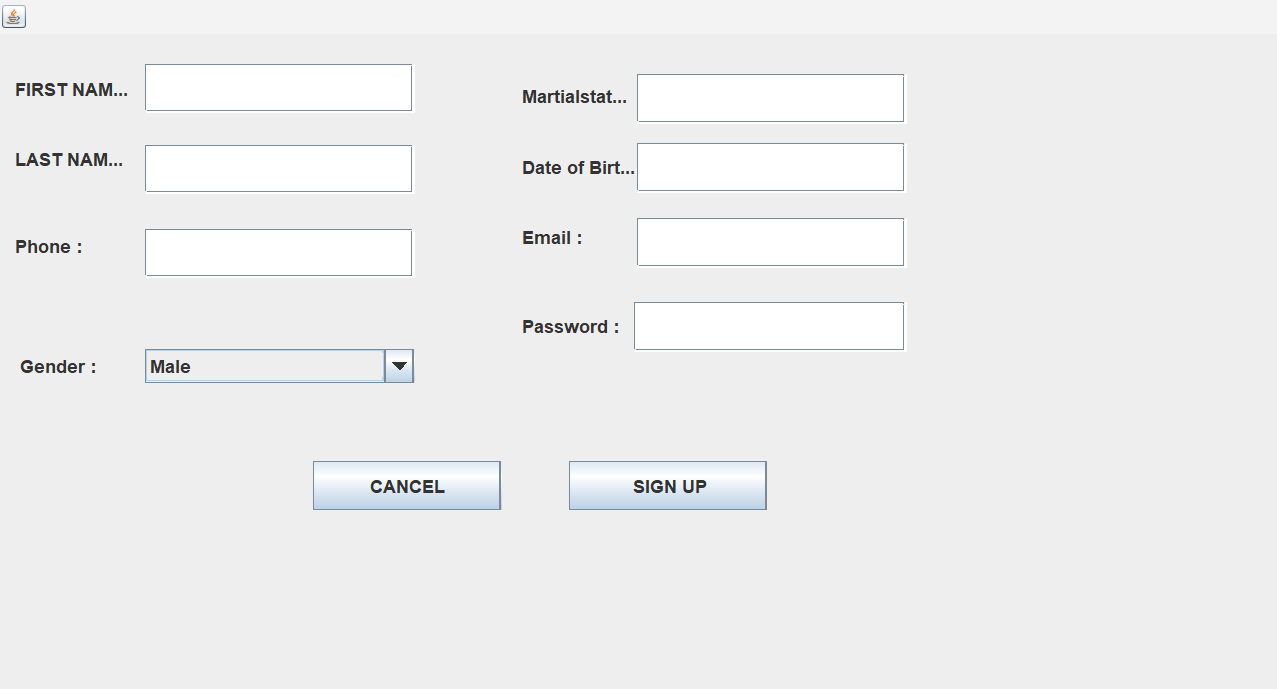 FIRST NAM...
LAST NAM...
Phone :
Gender :
Male
Martialstat...
Date of Birt...
Email :
Password :
CANCEL
SIGN UP